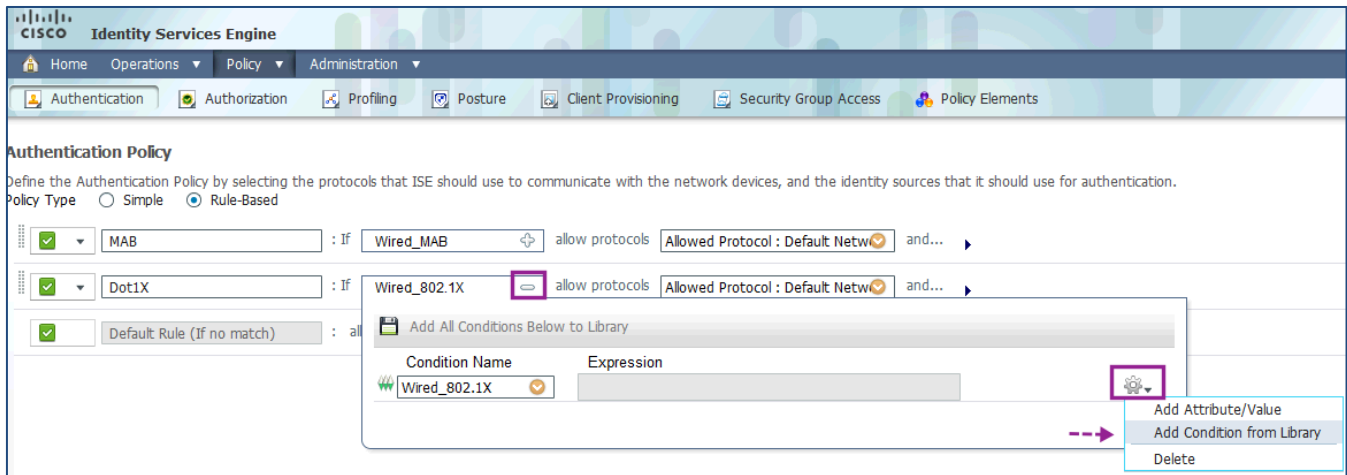 CISCO Identity Services Engine
Home Operations Policy Administration
Authentication Authorization Profiling Posture Client Provisioning Security Group Access Policy Elements
Authentication Policy
Define the Authentication Policy by selecting the protocols that ISE should use to communicate with the network devices, and the identity sources that it should use for authentication.
Policy Type Simple Rule-Based
MAB : If Wired_MAB allow protocols Allowed Protocol : Default Netw and...
Dot1X : If Wired_802.1X allow protocols Allowed Protocol : Default Netw and...
Default Rule (If no match) : all
Add All Conditions Below to Library
Condition Name Expression
Wired_802.1X
Add Attribute/Value
Add Condition from Library
Delete